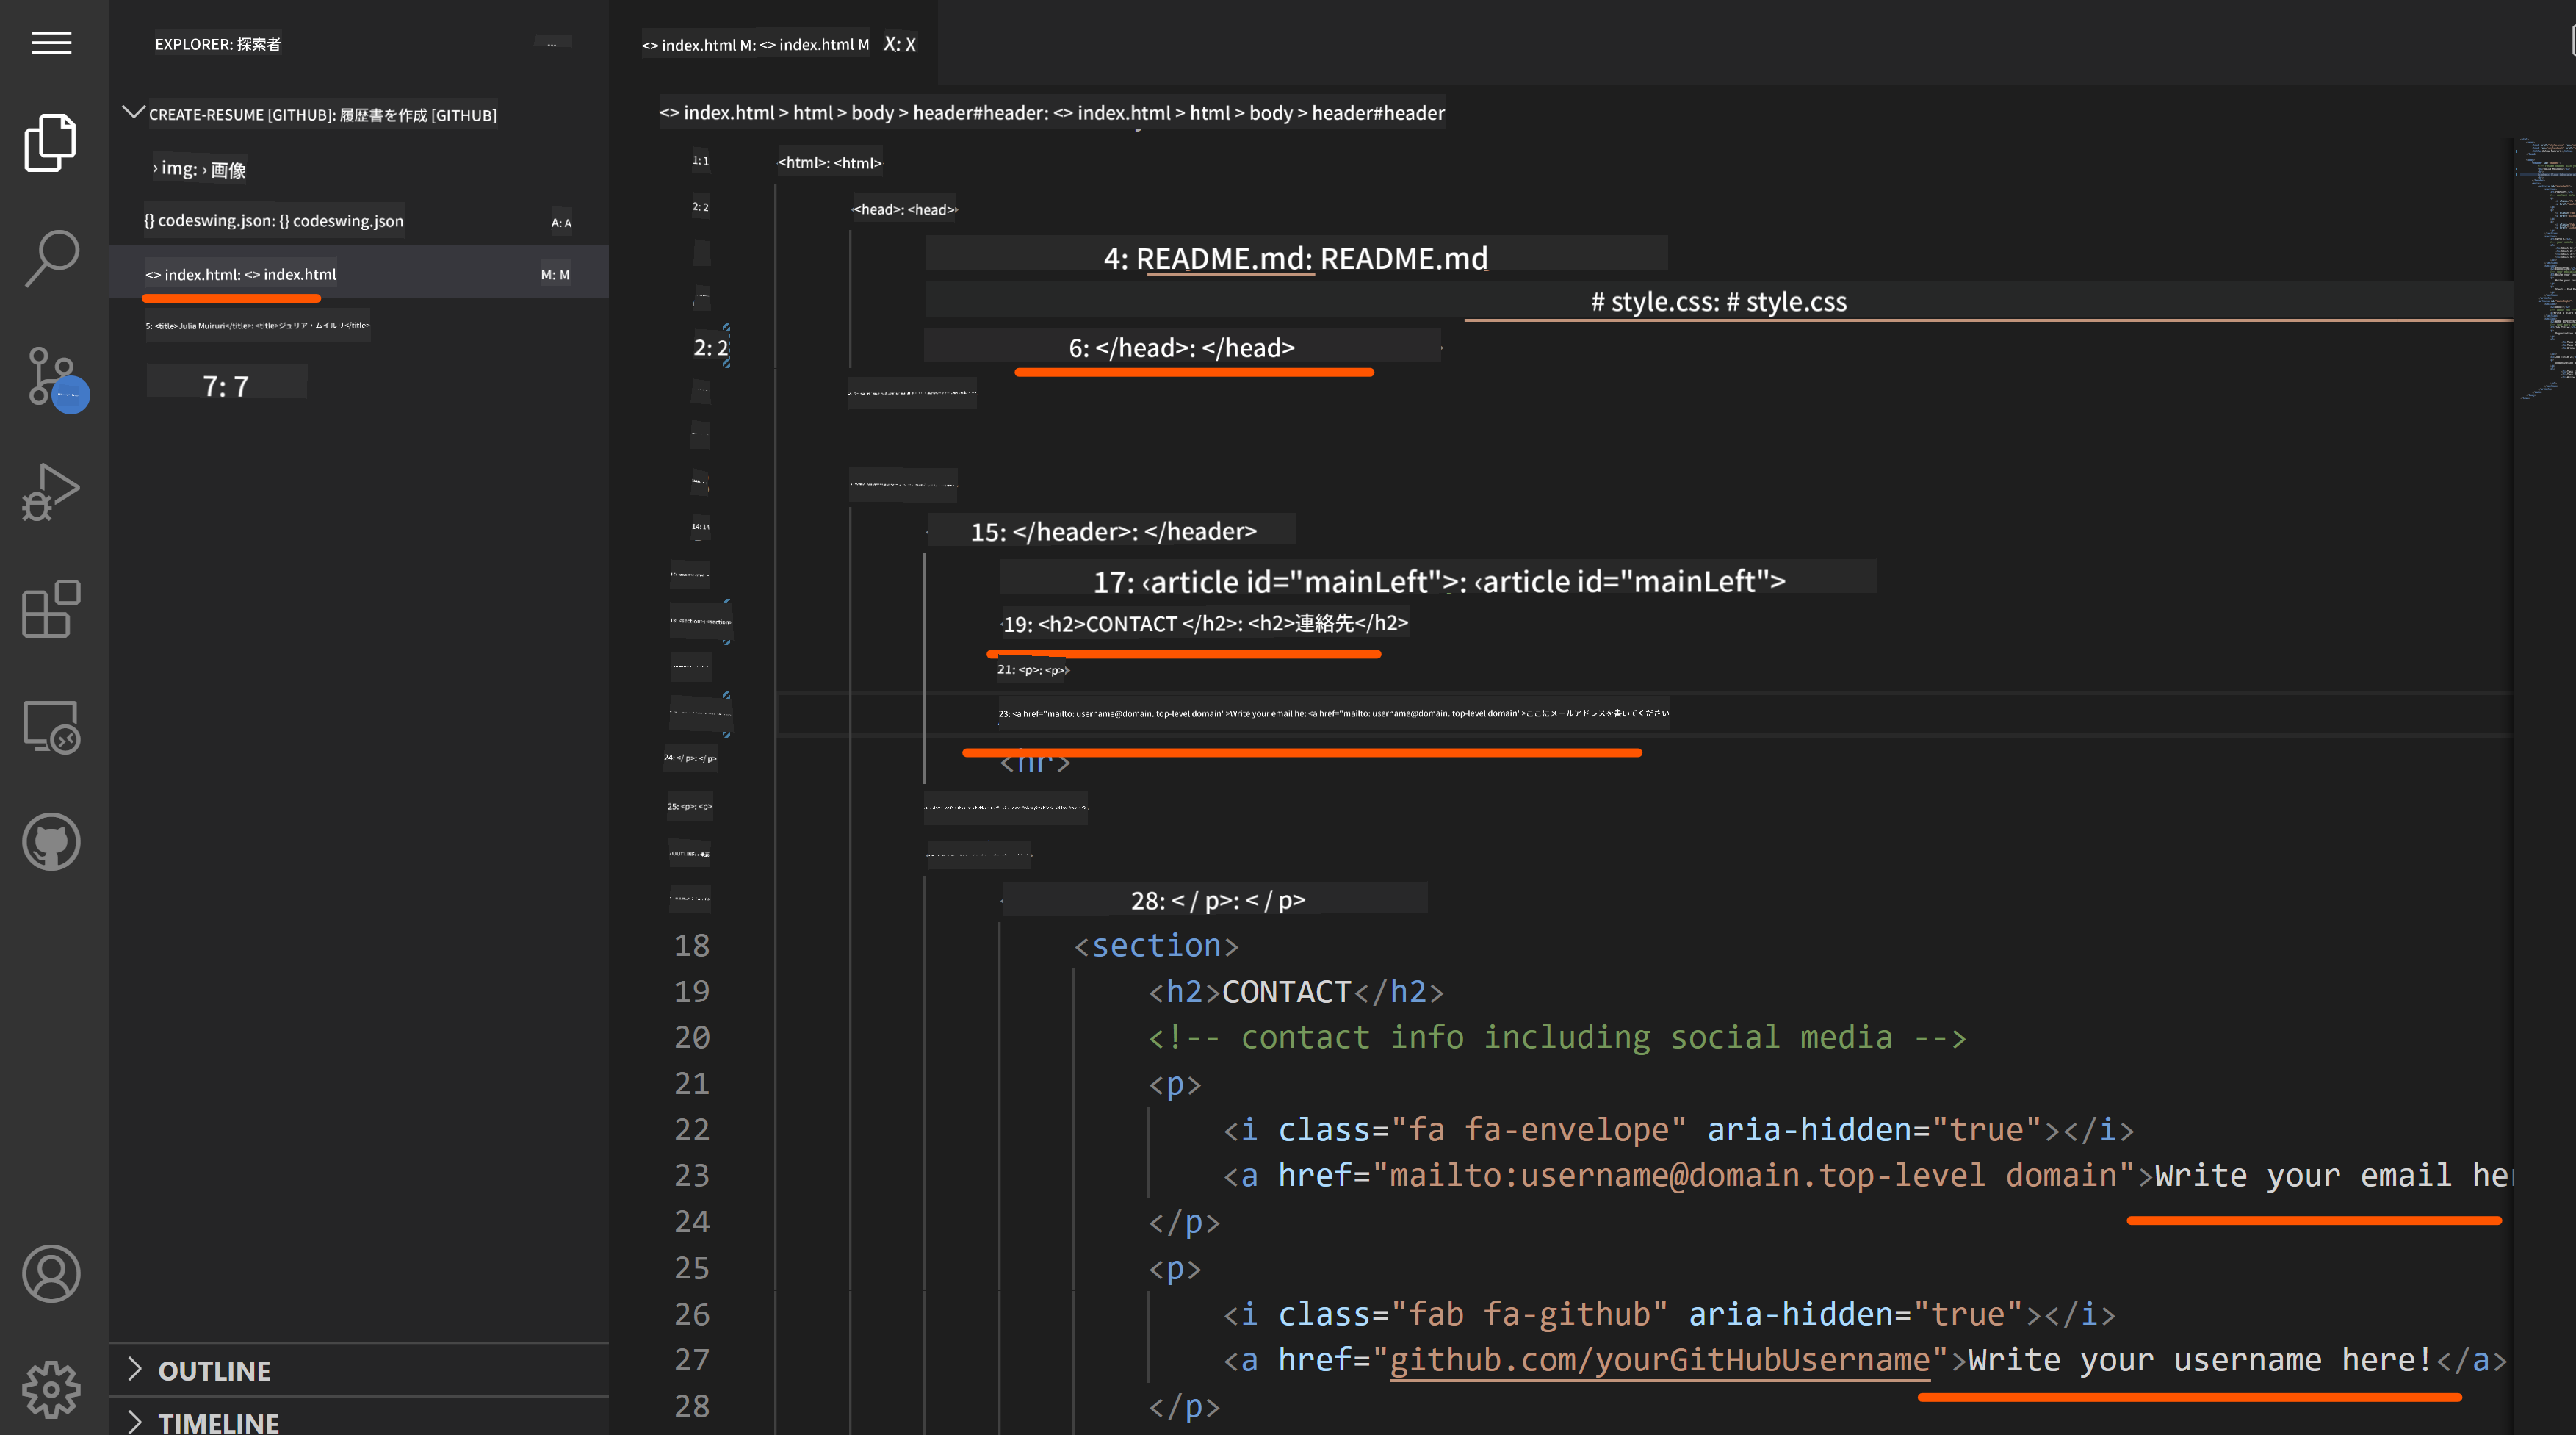 EXPLORER: 探索者
...
CREATE-RESUME [GITHUB]: 履歴書を作成 [GITHUB]
› img: › 画像
{} codeswing.json: {} codeswing.json
A: A
<> index.html: <> index.html
M: M
5: <title>Julia Muiruri</title>: <title>ジュリア・ムイルリ</title>
7: 7
OUTLINE
TIMELINE
<> index.html M: <> index.html M
X: X
<> index.html > html > body > header#header: <> index.html > html > body > header#header
1: 1
<html>: <html>
2: 2
<head>: <head>
4: README.md: README.md
# style.css: # style.css
2: 2
6: </head>: </head>
14: 14
15: </header>: </header>
17: ‹article id="mainLeft">: ‹article id="mainLeft">
18: <section>: <section>
19: <h2>CONTACT </h2>: <h2>連絡先</h2>
21: <p>: <p>
23: <a href="mailto: username@domain. top-level domain">Write your email he: <a href="mailto: username@domain. top-level domain">ここにメールアドレスを書いてください
24: </ p>: </ p>
<hr>
25: <p>: <p>
28: < / p>: < / p>
18 <section>
19 <h2>CONTACT</h2>
20 <!-- contact info including social media -->
21 <p>
22 <i class="fa fa-envelope" aria-hidden="true"></i>
23 <a href="mailto:username@domain.top-level domain">Write your email her
24 </p>
25 <p>
26 <i class="fab fa-github" aria-hidden="true"></i>
27 <a href="github.com/yourGitHubUsername">Write your username here!</a>
28 </p>